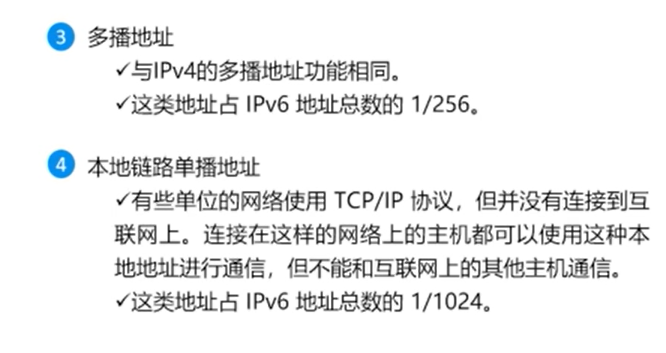 3 多播地址
✓与IPv4的多播地址功能相同。
✓这类地址占 IPv6 地址总数的 1/256。
4 本地链路单播地址
✓有些单位的网络使用 TCP/IP 协议，但并没有连接到互
联网上。连接在这样的网络上的主机都可以使用这种本
地地址进行通信，但不能和互联网上的其他主机通信。
✓这类地址占 IPv6 地址总数的 1/1024。